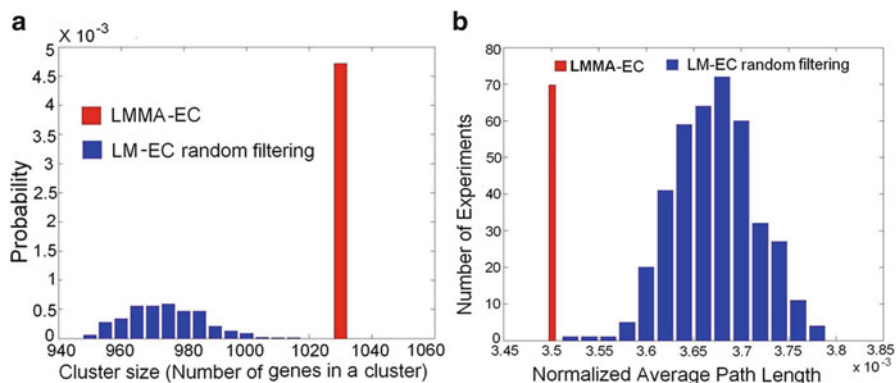 a
X 10⁻³
5
4.5
4
3.5
3
2.5
2
1.5
1
0.5
0
Probability
LMMA-EC
LM-EC random filtering
940 960 980 1000 1020 1040 1060
Cluster size (Number of genes in a cluster)
b
80
70
60
50
40
30
20
10
0
Number of Experiments
LMMA-EC LM-EC random filtering
3.45 3.5 3.55 3.6 3.65 3.7 3.75 3.8 3.85
x 10⁻³
Normalized Average Path Length